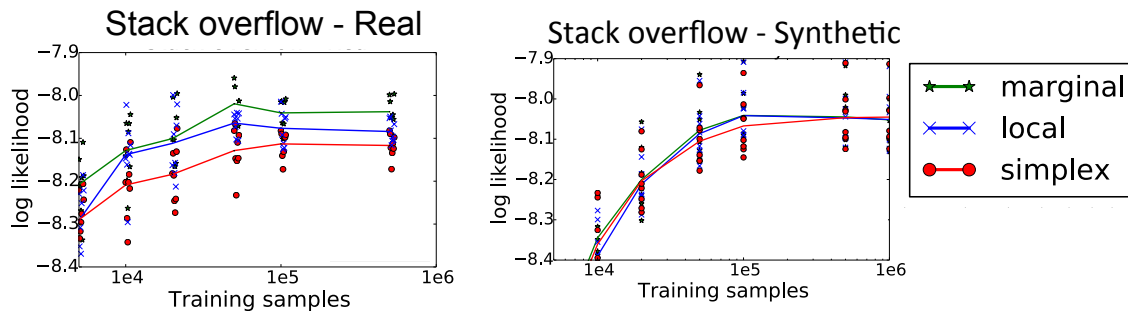 Stack overflow - Real
log likelihood
−7.9
−8.0
−8.1
−8.2
−8.3
−8.4
1e4
1e5
1e6
Training samples
Stack overflow - Synthetic
log likelihood
−7.9
−8.0
−8.1
−8.2
−8.3
−8.4
1e4
1e5
1e6
Training samples
marginal
local
simplex